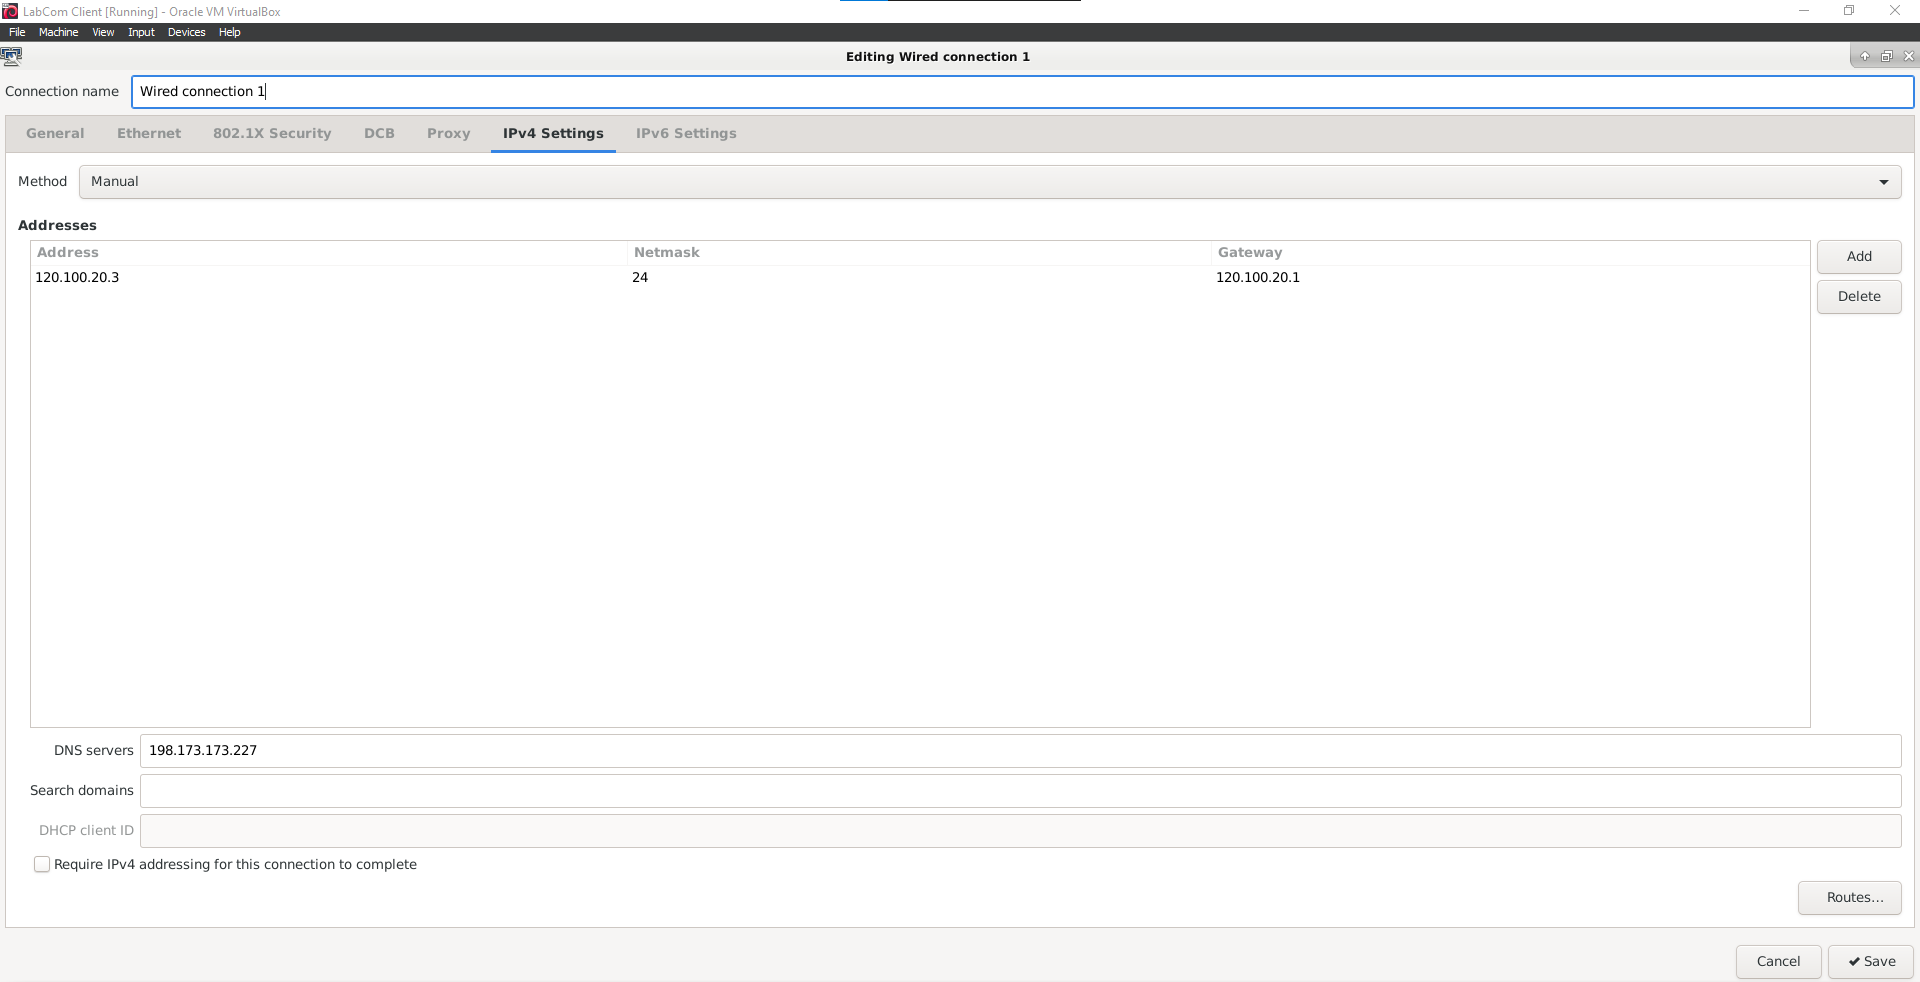 LabCom Client [Running] - Oracle VM VirtualBox
File Machine View Input Devices Help
Editing Wired connection 1
Connection name Wired connection 1
General Ethernet 802.1X Security DCB Proxy IPv4 Settings IPv6 Settings
Method Manual
Addresses
Address Netmask Gateway
120.100.20.3 24 120.100.20.1
Add
Delete
DNS servers 198.173.173.227
Search domains
DHCP client ID
Require IPv4 addressing for this connection to complete
Routes…
Cancel Save